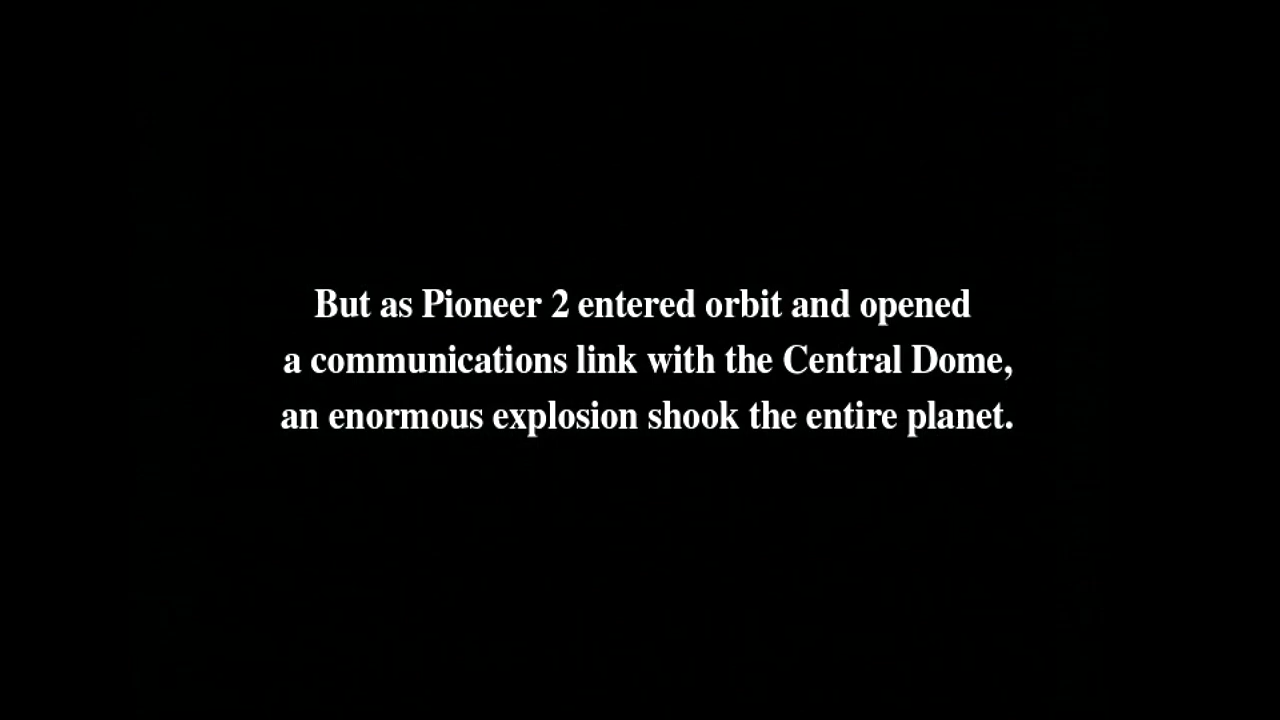 But as Pioneer 2 entered orbit and opened
a communications link with the Central Dome,
an enormous explosion shook the entire planet.